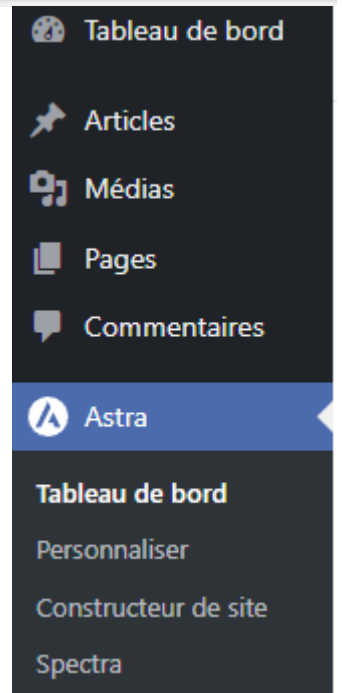 Tableau de bord
Articles
Médias
Pages
Commentaires
Astra
Tableau de bord
Personnaliser
Constructeur de site
Spectra